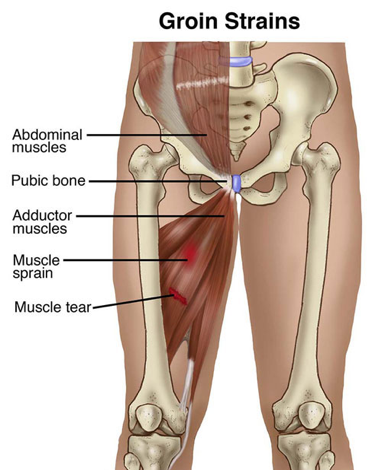 Groin Strains
Abdominal
muscles
Pubic bone
Adductor
muscles
Muscle
sprain
Muscle tear